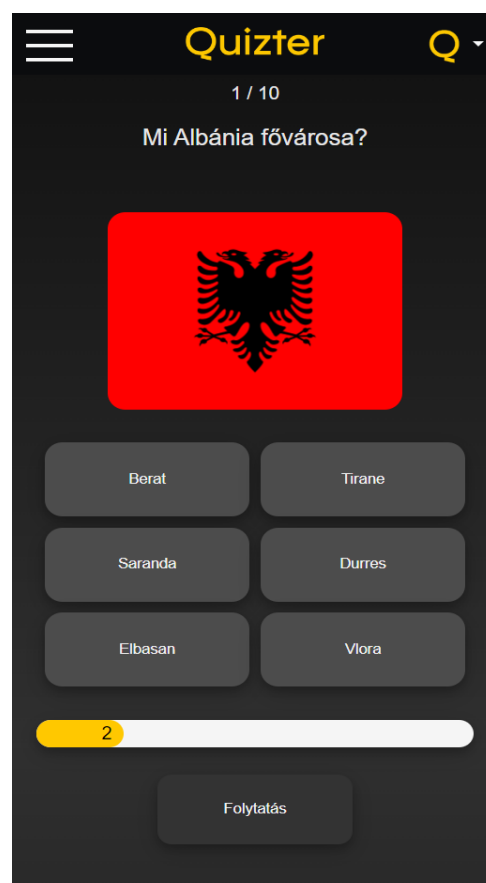 Quizter Q
1 / 10
Mi Albánia fővárosa?
Berat
Tirane
Saranda
Durres
Elbasan
Vlora
2
Folytatás